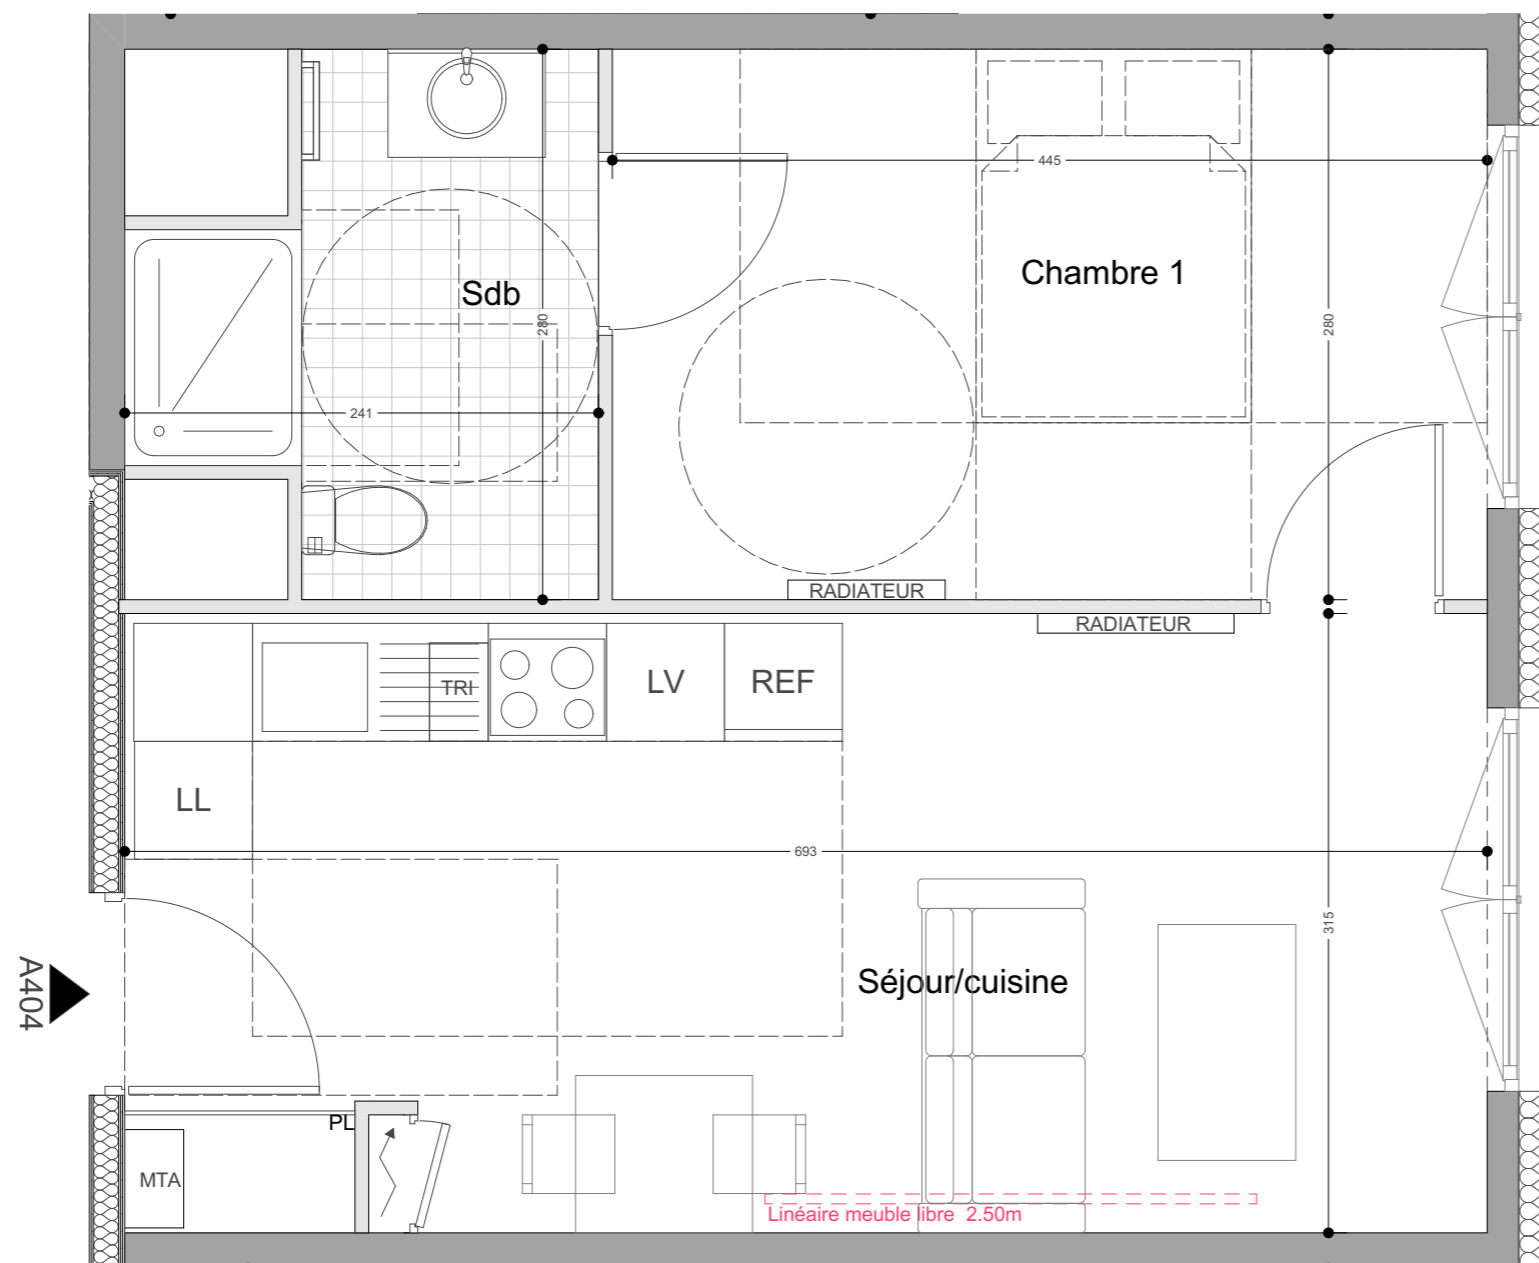 445
Chambre 1
Sdb
280
280
241
RADIATEUR
RADIATEUR
TRI
LV
REF
LL
693
315
A404
Séjour/cuisine
PL
MTA
Linéaire meuble libre 2.50m